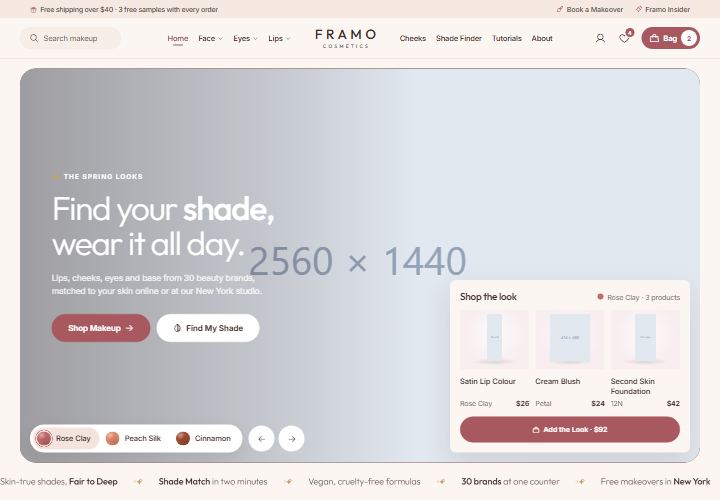 Free shipping over $40 · 3 free samples with every order
Book a Makeover
Framo Insider
Search makeup
Home
Face
Eyes
Lips
FRAMO
COSMETICS
Cheeks
Shade Finder
Tutorials
About
4
Bag
2
THE SPRING LOOKS
Find your shade,
wear it all day.
2560 × 1440
Lips, cheeks, eyes and base from 30 beauty brands,
matched to your skin online or at our New York studio.
Shop Makeup →
Find My Shade
Shop the look
Rose Clay · 3 products
Satin Lip Colour
Cream Blush
Second Skin
Foundation
Rose Clay
$26
Petal
$24
12N
$42
Add the Look · $92
Rose Clay
Peach Silk
Cinnamon
← →
Skin-true shades, Fair to Deep
Shade Match in two minutes
Vegan, cruelty-free formulas
30 brands at one counter
Free makeovers in New York